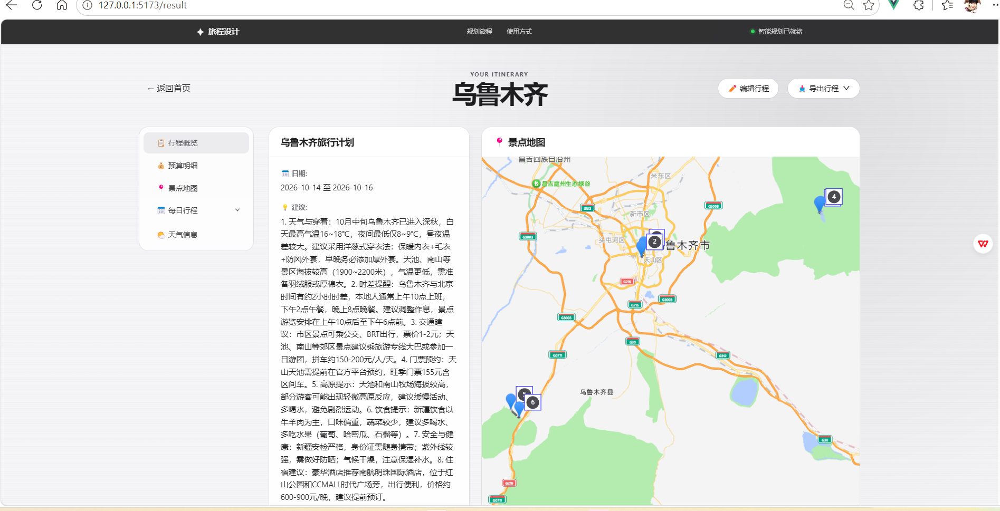 127.0.0.1:5173/result
旅程设计
规划旅程
使用方式
智能规划已就绪
← 返回首页
YOUR ITINERARY
乌鲁木齐
编辑行程
导出行程
行程概览
预算明细
景点地图
每日行程
天气信息
乌鲁木齐旅行计划
日期:
2026-10-14 至 2026-10-16
建议:
1. 天气与穿着：10月中旬乌鲁木齐已进入深秋，白
天最高气温16~18℃，夜间最低仅8~9℃，昼夜温
差较大。建议采用洋葱式穿衣法：保暖内衣+毛衣
+防风外套，早晚务必添加厚外套。天池、南山等
景区海拔较高（1900~2200米），气温更低，需准
备羽绒服或厚棉衣。2. 时差提醒：乌鲁木齐与北京
时间有约2小时时差，本地人通常上午10点上班，
下午2点午餐，晚上8点晚餐。建议调整作息，景点
游览安排在上午10点后至下午6点前。3. 交通建
议：市区景点可乘公交、BRT出行，票价1-2元；天
池、南山等郊区景点建议乘旅游专线大巴或参加一
日游团，拼车约150-200元/人/天。4. 门票预约：天
山天池需提前在官方平台预约，旺季门票155元含
区间车。5. 高原提示：天池和南山牧场海拔较高，
部分游客可能出现轻微高原反应，建议缓慢活动、
多喝水，避免剧烈运动。6. 饮食提示：新疆饮食以
牛羊肉为主，口味偏重，蔬菜较少，建议多喝水、
多吃水果（葡萄、哈密瓜、石榴等）。7. 安全与健
康：新疆安检严格，身份证需随身携带；紫外线较
强，需做好防晒；气候干燥，注意保湿补水。8. 住
宿建议：豪华酒店推荐南航明珠国际酒店，位于红
山公园和CCMALL时代广场旁，出行便利，价格约
600-900元/晚，建议提前预订。
景点地图
昌吉回族自治州
米东区
昌吉庭州生态绿谷
4
G3003
G312
新市区
G3003
头屯河区
2
鲁木齐市
天山区
G216
G3003
G216
G3003
G30
G0711
G312
乌鲁木齐县
5
6
G30
G216
G0711